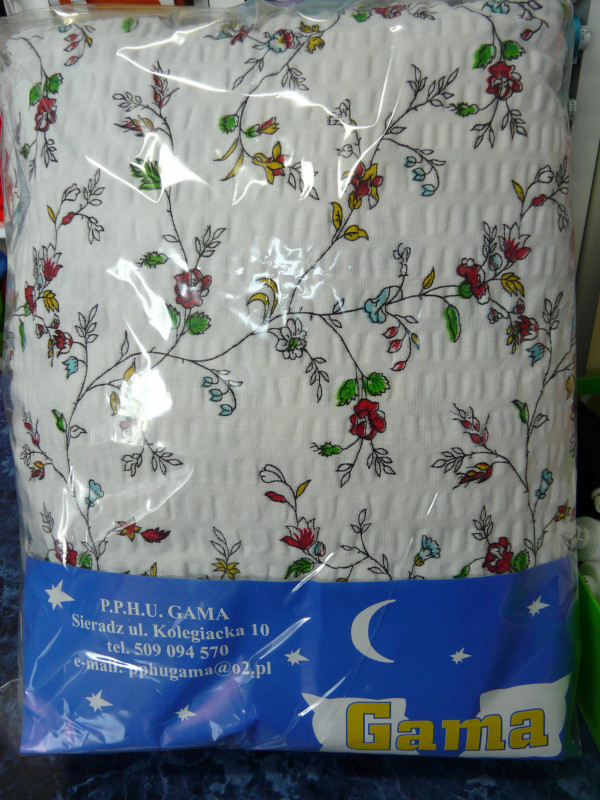 P.P.H.U. GAMA
Sieradz ul. Kolegiacka 10
tel. 509 094 570
e-mail: pphugama@o2.pl
Gama